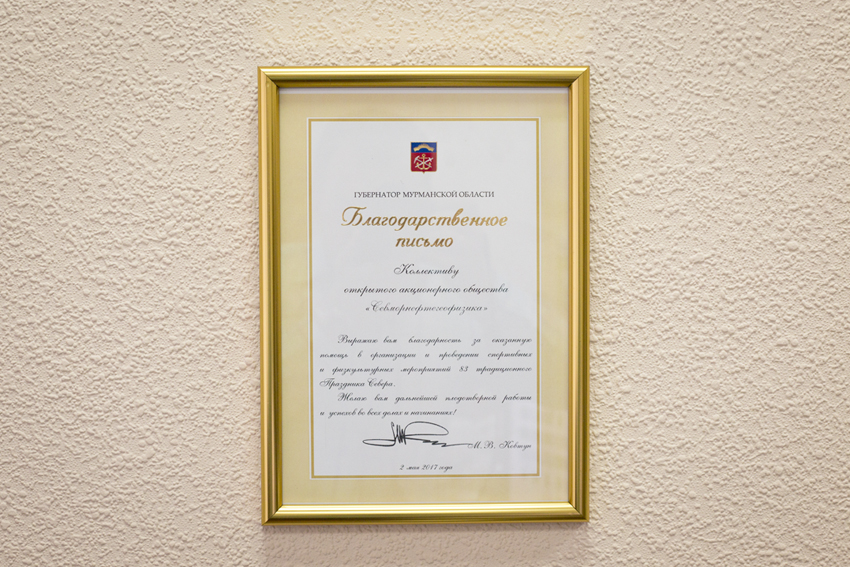 ГУБЕРНАТОР МУРМАНСКОЙ ОБЛАСТИ
Благодарственное
письмо
Коллективу
открытого акционерного общества
«Севморнефтегеофизика»
Выражаю вам благодарность за оказанную
помощь в организации и проведении спортивных
и физкультурных мероприятий 83 традиционного
Праздника Севера.
Желаю вам дальнейшей плодотворной работы
и успехов во всех делах и начинаниях!
М. В. Ковтун
2 мая 2017 года